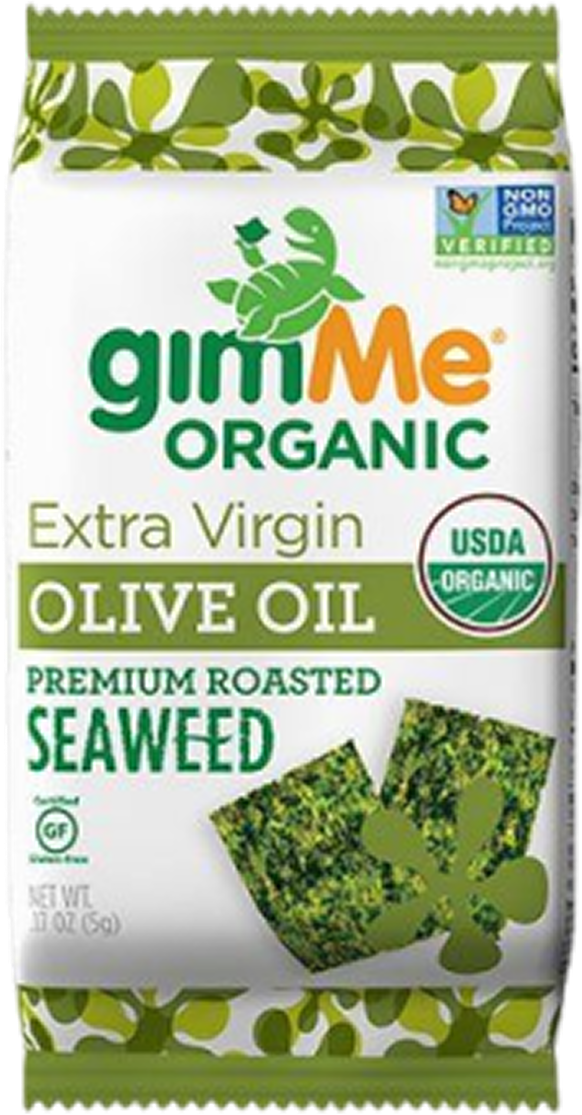 NON
GMO
Project
VERIFIED
nongmoproject.org
gimMe®
ORGANIC
Extra Virgin
OLIVE OIL
USDA
ORGANIC
PREMIUM ROASTED
SEAWEED
Certified
GF
Gluten-free
NET WT.
.17 OZ (5g)